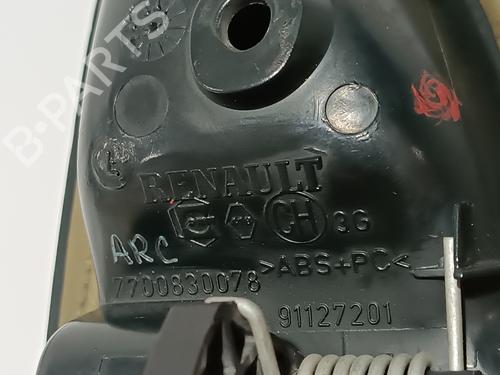 B-PARTS
RENAULT
CH 3G
ARC
>ABS+PC<
7700830078
91127201